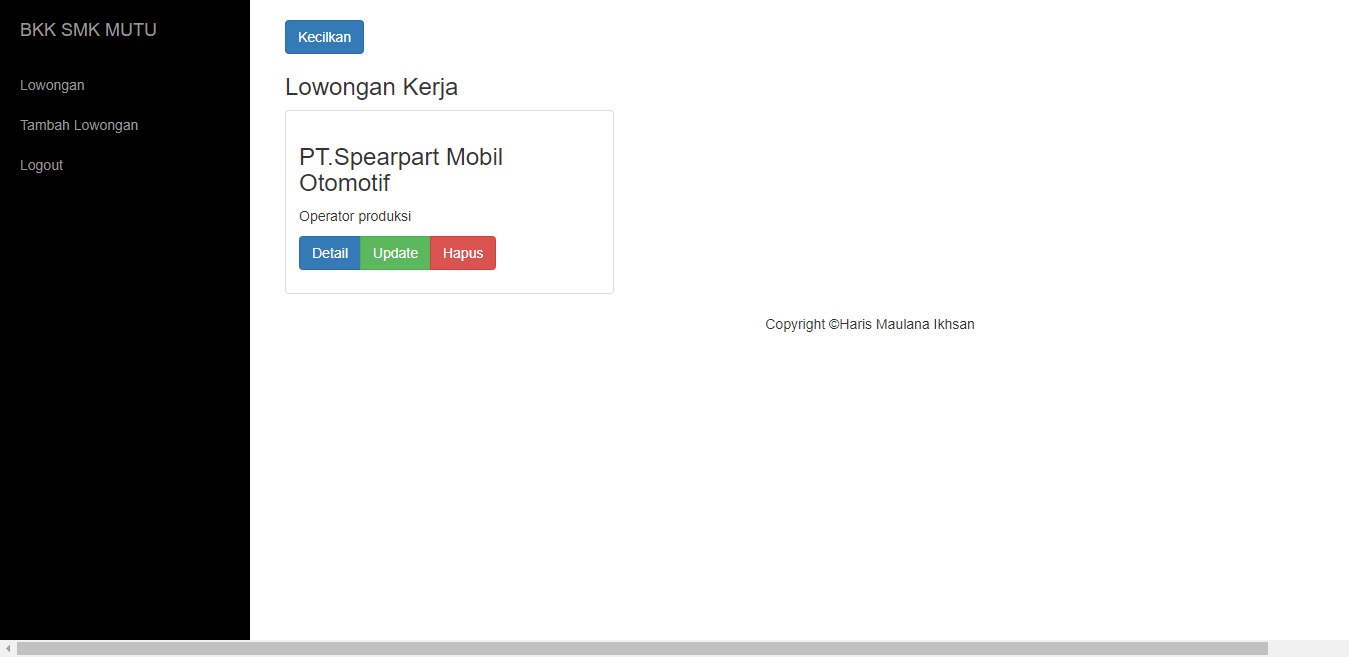 BKK SMK MUTU
Lowongan
Tambah Lowongan
Logout
Kecilkan
Lowongan Kerja
PT.Spearpart Mobil
Otomotif
Operator produksi
Detail Update Hapus
Copyright ©Haris Maulana Ikhsan